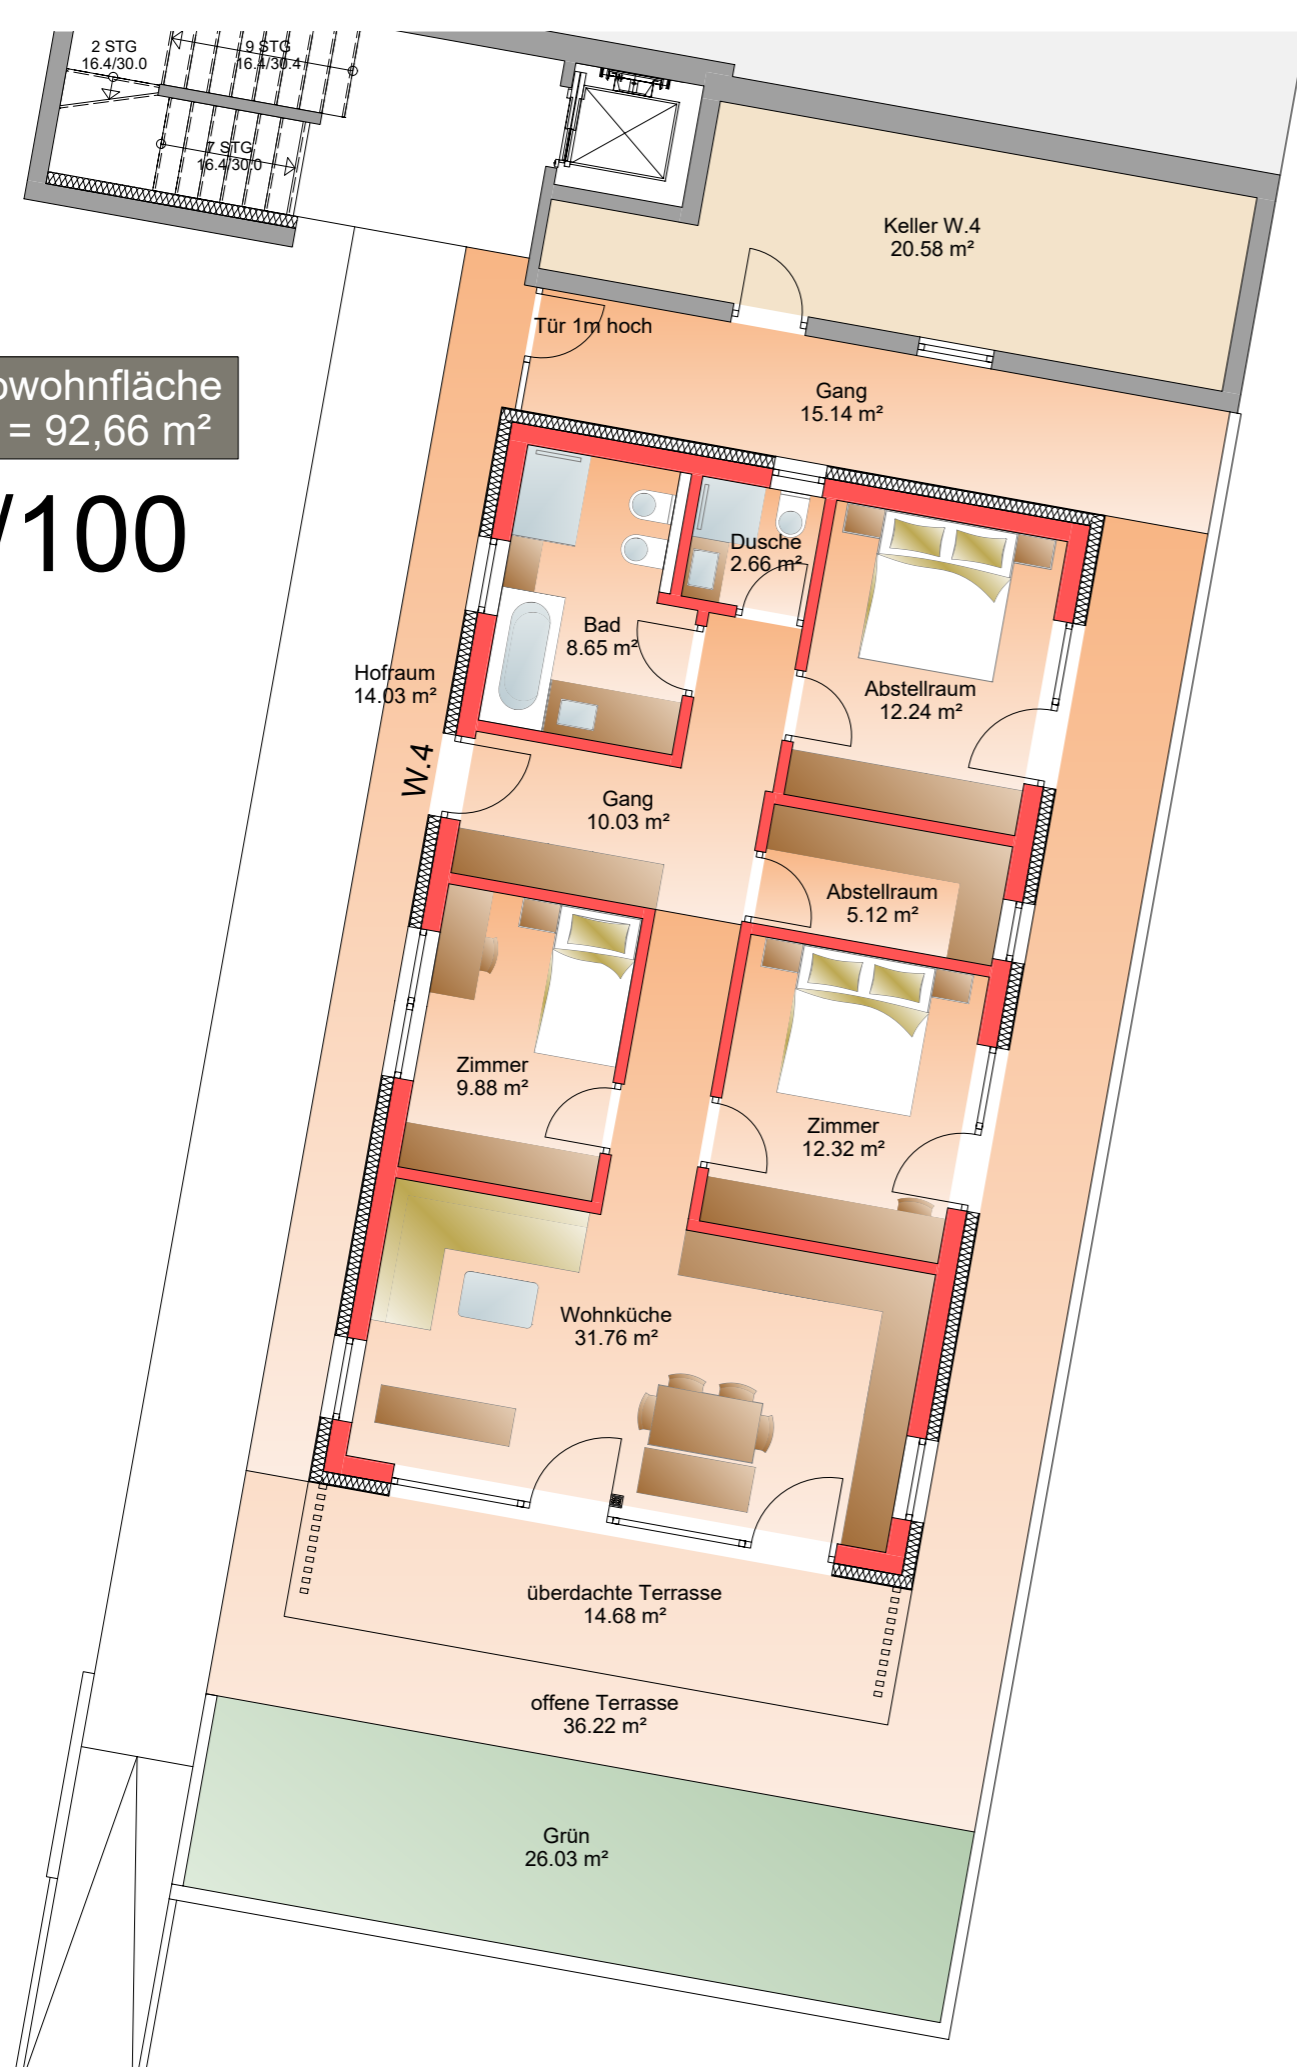 2 STG
16.4/30.0
9 STG
16.4/30.4
7 STG
16.4/30.0
Keller W.4
20.58 m²
Tür 1m hoch
owohnfläche
= 92,66 m²
/100
Gang
15.14 m²
Dusche
2.66 m²
Bad
8.65 m²
Hofraum
14.03 m²
Abstellraum
12.24 m²
W.4
Gang
10.03 m²
Abstellraum
5.12 m²
Zimmer
9.88 m²
Zimmer
12.32 m²
Wohnküche
31.76 m²
überdachte Terrasse
14.68 m²
offene Terrasse
36.22 m²
Grün
26.03 m²